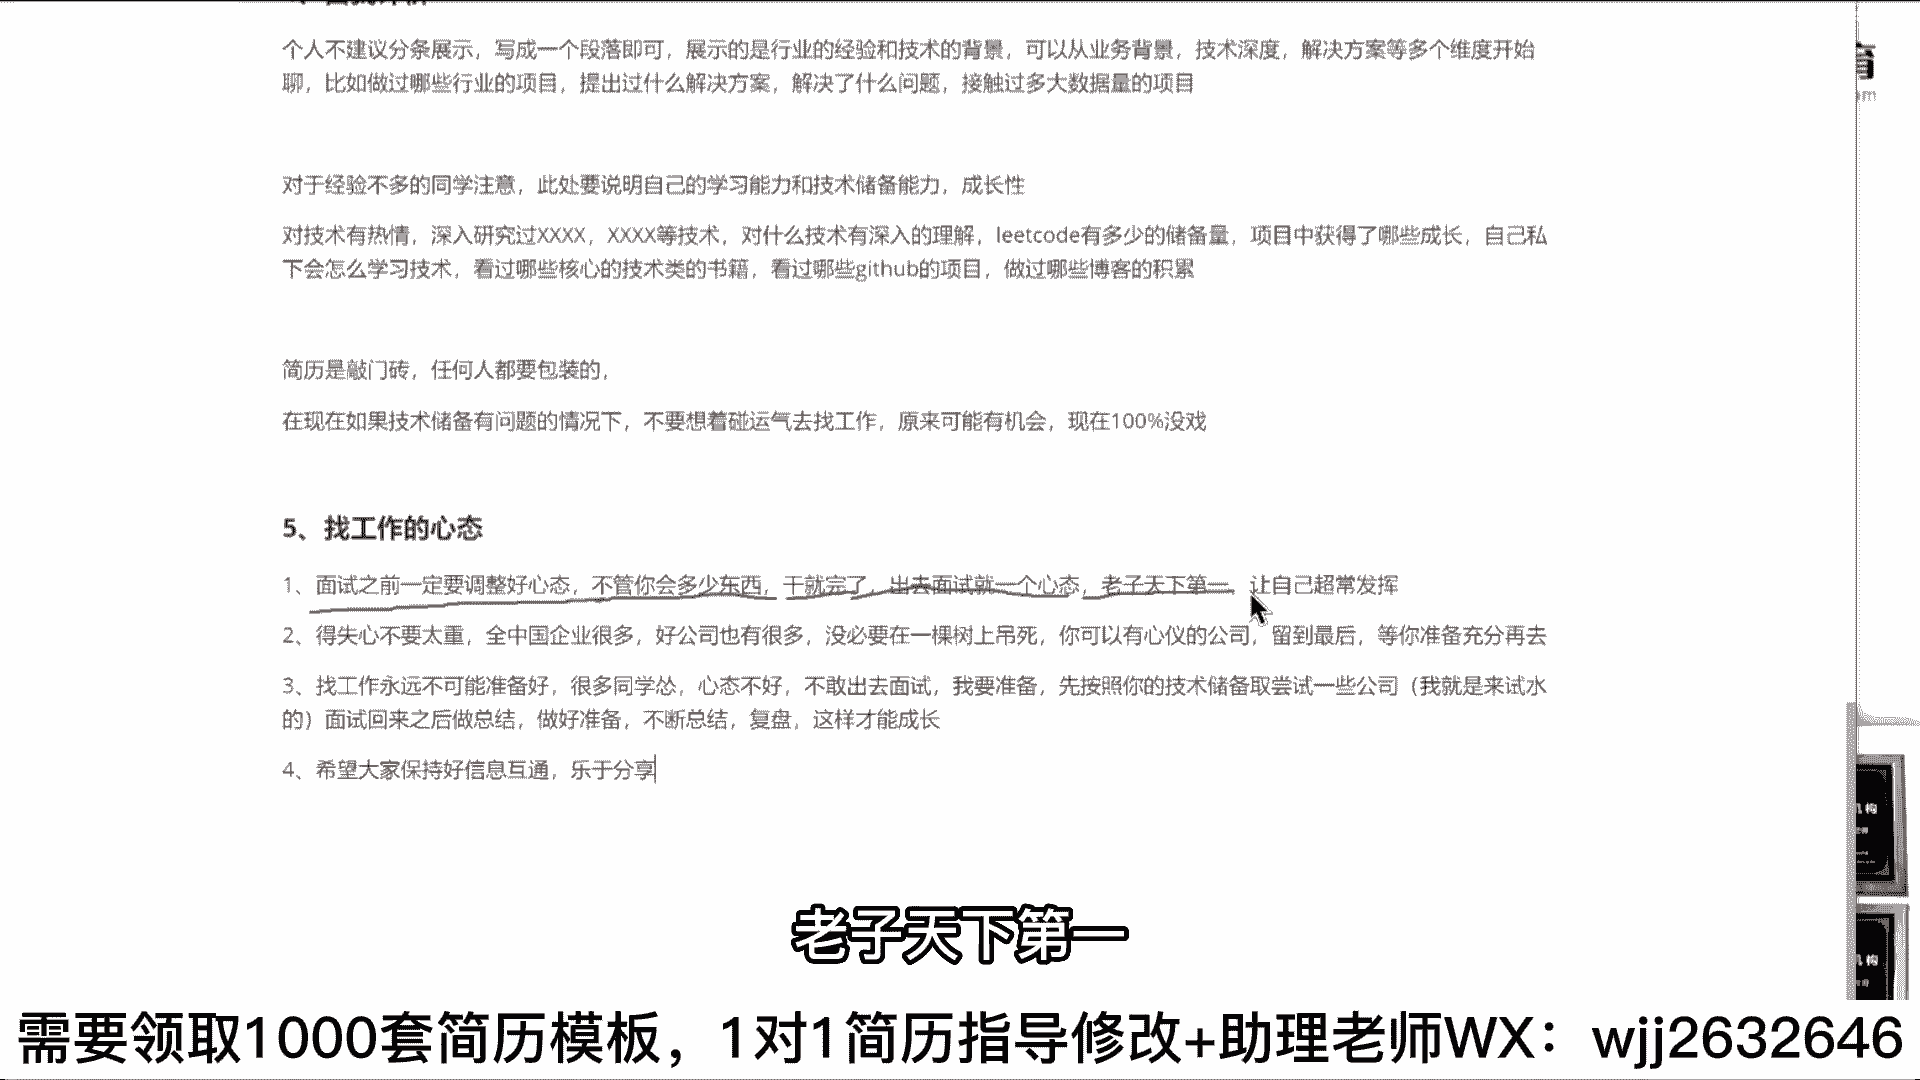 个人不建议分条展示，写成一个段落即可，展示的是行业的经验和技术的背景，可以从业务背景，技术深度，解决方案等多个维度开始
聊，比如做过哪些行业的项目，提出过什么解决方案，解决了什么问题，接触过多大数据量的项目
对于经验不多的同学注意，此处要说明自己的学习能力和技术储备能力，成长性
对技术有热情，深入研究过XXXX，XXXX等技术，对什么技术有深入的理解，leetcode有多少的储备量，项目中获得了哪些成长，自己私
下会怎么学习技术，看过哪些核心的技术类的书籍，看过哪些github的项目，做过哪些博客的积累
简历是敲门砖，任何人都要包装的，
在现在如果技术储备有问题的情况下，不要想着碰运气去找工作，原来可能有机会，现在100%没戏
5、找工作的心态
1、面试之前一定要调整好心态，不管你会多少东西，干就完了，出去面试就一个心态，老子天下第一，让自己超常发挥
2、得失心不要太重，全中国企业很多，好公司也有很多，没必要在一棵树上吊死，你可以有心仪的公司，留到最后，等你准备充分再去
3、找工作永远不可能准备好，很多同学怂，心态不好，不敢出去面试，我要准备，先按照你的技术储备取尝试一些公司（我就是来试水
的）面试回来之后做总结，做好准备，不断总结，复盘，这样才能成长
4、希望大家保持好信息互通，乐于分享
育
om
机构
机构
老子天下第一
需要领取1000套简历模板，1对1简历指导修改+助理老师WX：wjj2632646